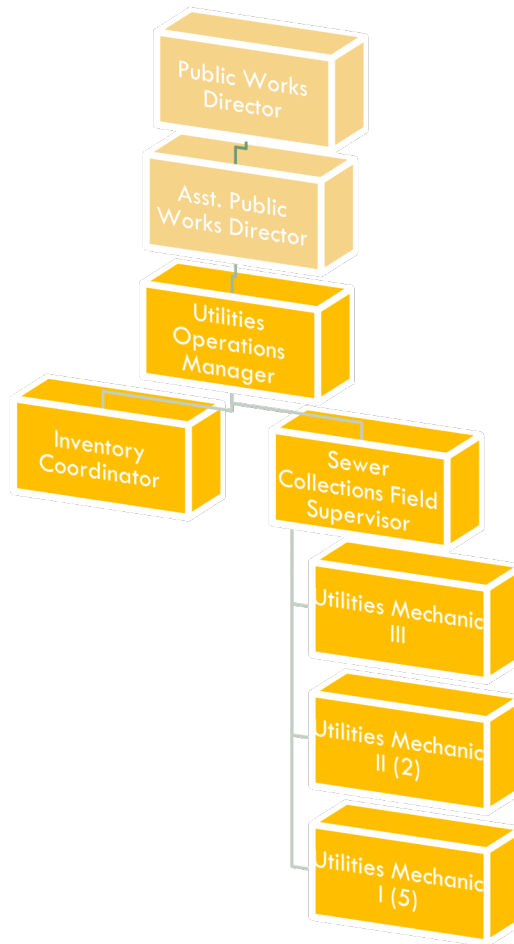 Public Works
Director
Asst. Public
Works Director
Utilities
Operations
Manager
Inventory
Coordinator
Sewer
Collections Field
Supervisor
Utilities Mechanic
III
Utilities Mechanic
II (2)
Utilities Mechanic
I (5)